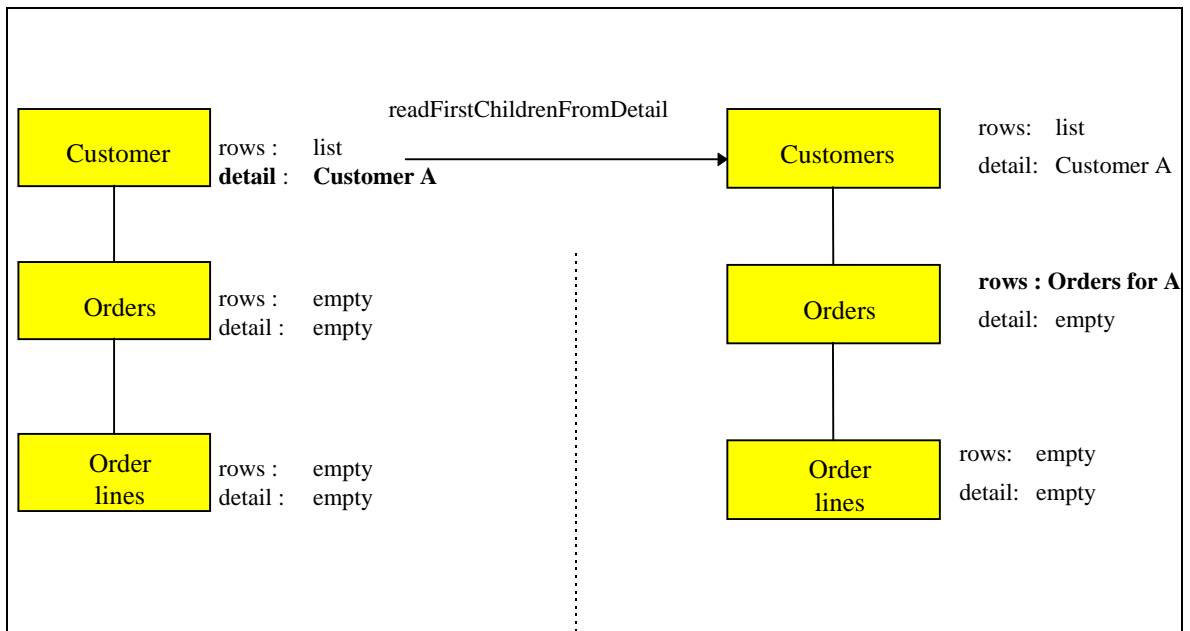 readFirstChildrenFromDetail
Customer
rows : list
detail : Customer A
Orders
rows : empty
detail : empty
Order
lines
rows : empty
detail : empty
Customers
rows: list
detail: Customer A
Orders
rows : Orders for A
detail: empty
Order
lines
rows: empty
detail: empty